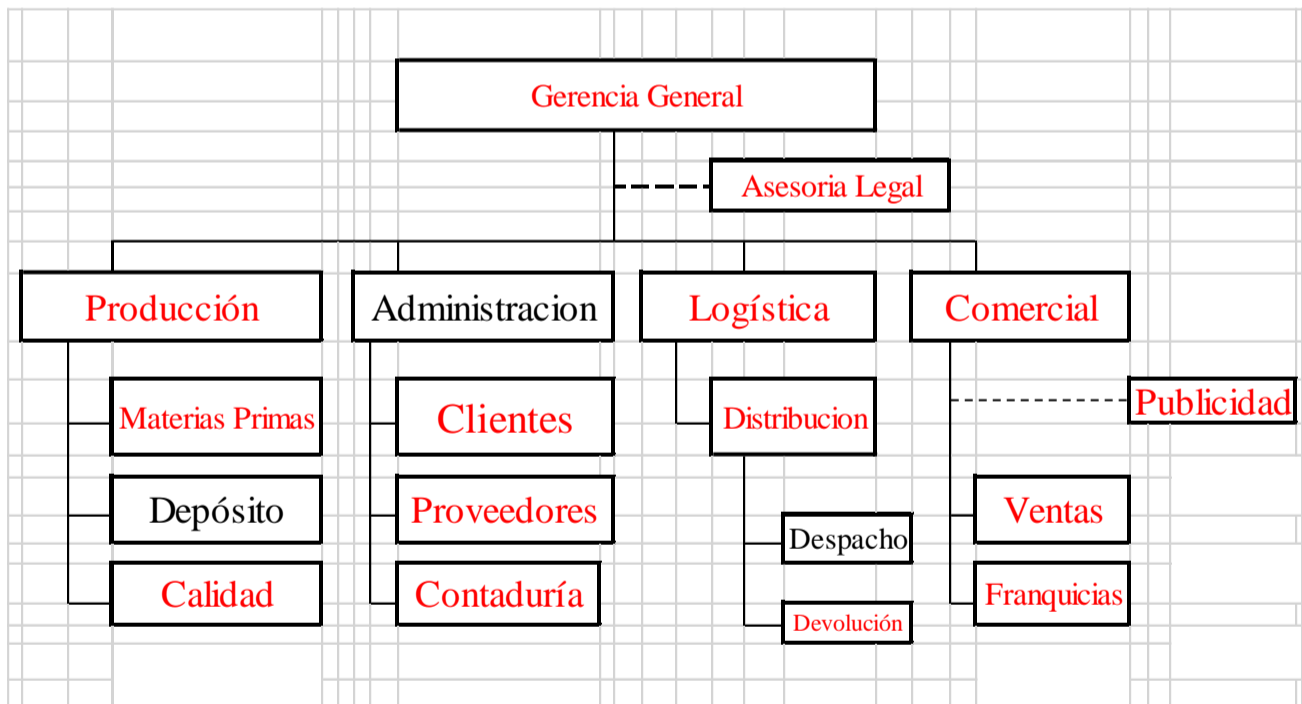 Gerencia General
Asesoria Legal
Producción
Administracion
Logística
Comercial
Materias Primas
Clientes
Distribucion
Publicidad
Depósito
Proveedores
Despacho
Ventas
Calidad
Contaduría
Devolución
Franquicias